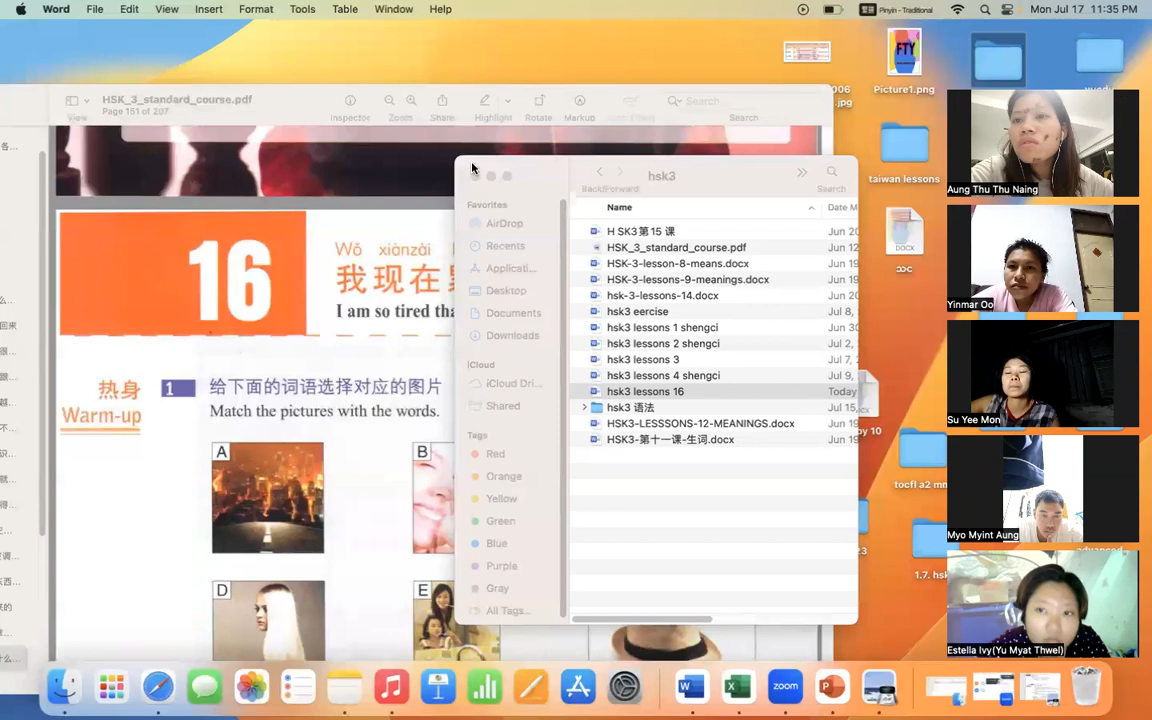 Word File Edit View Insert Format Tools Table Window Help
Pinyin - Traditional
Mon Jul 17 11:35 PM
HSK_3_standard_course.pdf
Page 151 of 207
View Inspector Zoom Share Highlight Rotate Markup Search
Search
FTY
006
.jpg
Picture1.png
taiwan lessons
DOCX
tocfl a2 mn
1.7. hsk
16
Wǒ xiànzài
我现在
I am so tired tha
热身
Warm-up
1
给下面的词语选择对应的图片
Match the pictures with the words.
A
B
D
E
hsk3
Back/Forward
Search
Favorites
AirDrop
Recents
Applicati...
Desktop
Documents
Downloads
iCloud
iCloud Dri...
Shared
Tags
Red
Orange
Yellow
Green
Blue
Purple
Gray
All Tags...
Name Date M
H SK3第 15 课 Jun 20
HSK_3_standard_course.pdf Jun 12
HSK-3-lesson-8-means.docx Jun 19
HSK-3-lessons-9-meanings.docx Jun 19
hsk-3-lessons-14.docx Jun 20
hsk3 eercise Jul 8,
hsk3 lessons 1 shengci Jun 30
hsk3 lessons 2 shengci Jul 2,
hsk3 lessons 3 Jul 7,
hsk3 lessons 4 shengci Jul 9,
hsk3 lessons 16 Today
hsk3 语法 Jul 15,
HSK3-LESSSONS-12-MEANINGS.docx Jun 19
HSK3-第十一课-生词.docx Jun 19
Aung Thu Thu Naing
Yinmar Oo
Su Yee Mon
Myo Myint Aung
Estella Ivy(Yu Myat Thwel)
zoom